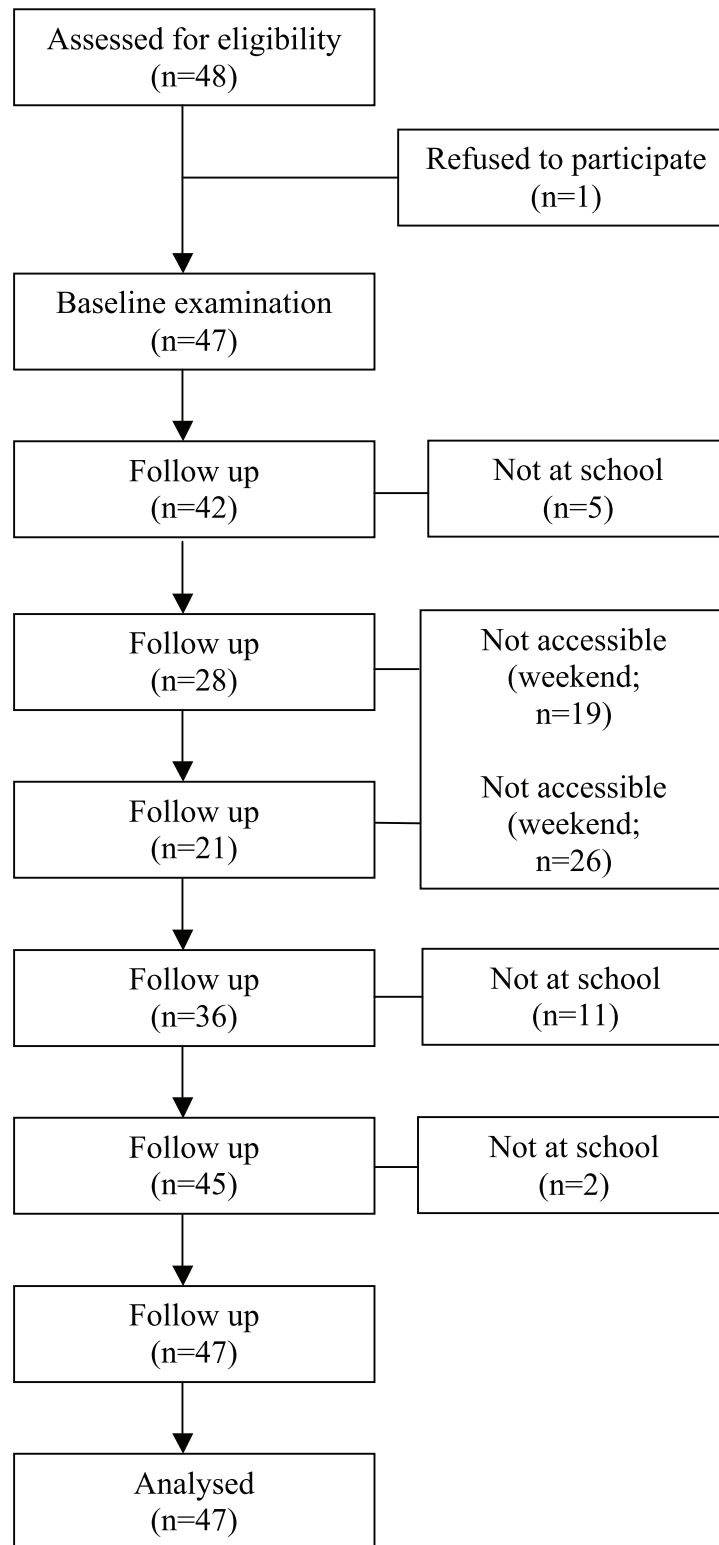 Assessed for eligibility
(n=48)
Refused to participate
(n=1)
Baseline examination
(n=47)
Follow up
(n=42)
Not at school
(n=5)
Follow up
(n=28)
Not accessible
(weekend;
n=19)
Follow up
(n=21)
Not accessible
(weekend;
n=26)
Follow up
(n=36)
Not at school
(n=11)
Follow up
(n=45)
Not at school
(n=2)
Follow up
(n=47)
Analysed
(n=47)